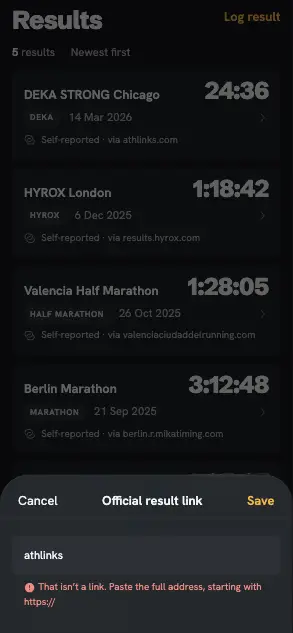 Results
Log result
5 results Newest first
DEKA STRONG Chicago 24:36
DEKA 14 Mar 2026
Self-reported · via athlinks.com
HYROX London 1:18:42
HYROX 6 Dec 2025
Self-reported · via results.hyrox.com
Valencia Half Marathon 1:28:05
HALF MARATHON 26 Oct 2025
Self-reported · via valenciaciudaddelrunning.com
Berlin Marathon 3:12:48
MARATHON 21 Sep 2025
Self-reported · via berlin.r.mikatiming.com
Cancel Official result link Save
athlinks
That isn’t a link. Paste the full address, starting with
https://